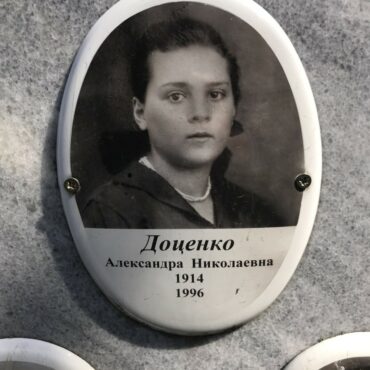 Доценко
Александра Николаевна
1914
1996